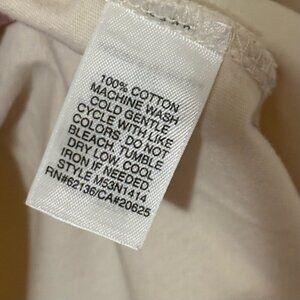 100% COTTON
MACHINE WASH
COLD GENTLE
CYCLE WITH LIKE
COLORS. DO NOT
BLEACH. TUMBLE
DRY LOW. COOL
IRON IF NEEDED.
STYLE M53N1414
RN#62136/CA#20625